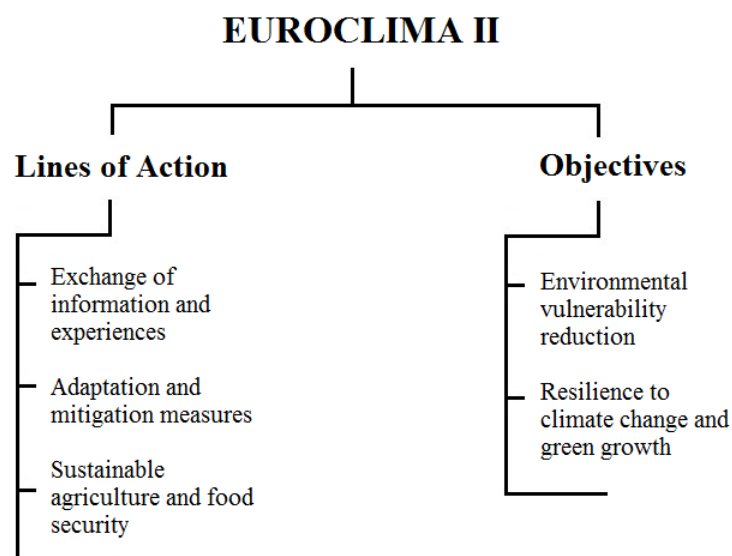 EUROCLIMA II
Lines of Action
Exchange of
information and
experiences
Adaptation and
mitigation measures
Sustainable
agriculture and food
security
Objectives
Environmental
vulnerability
reduction
Resilience to
climate change and
green growth